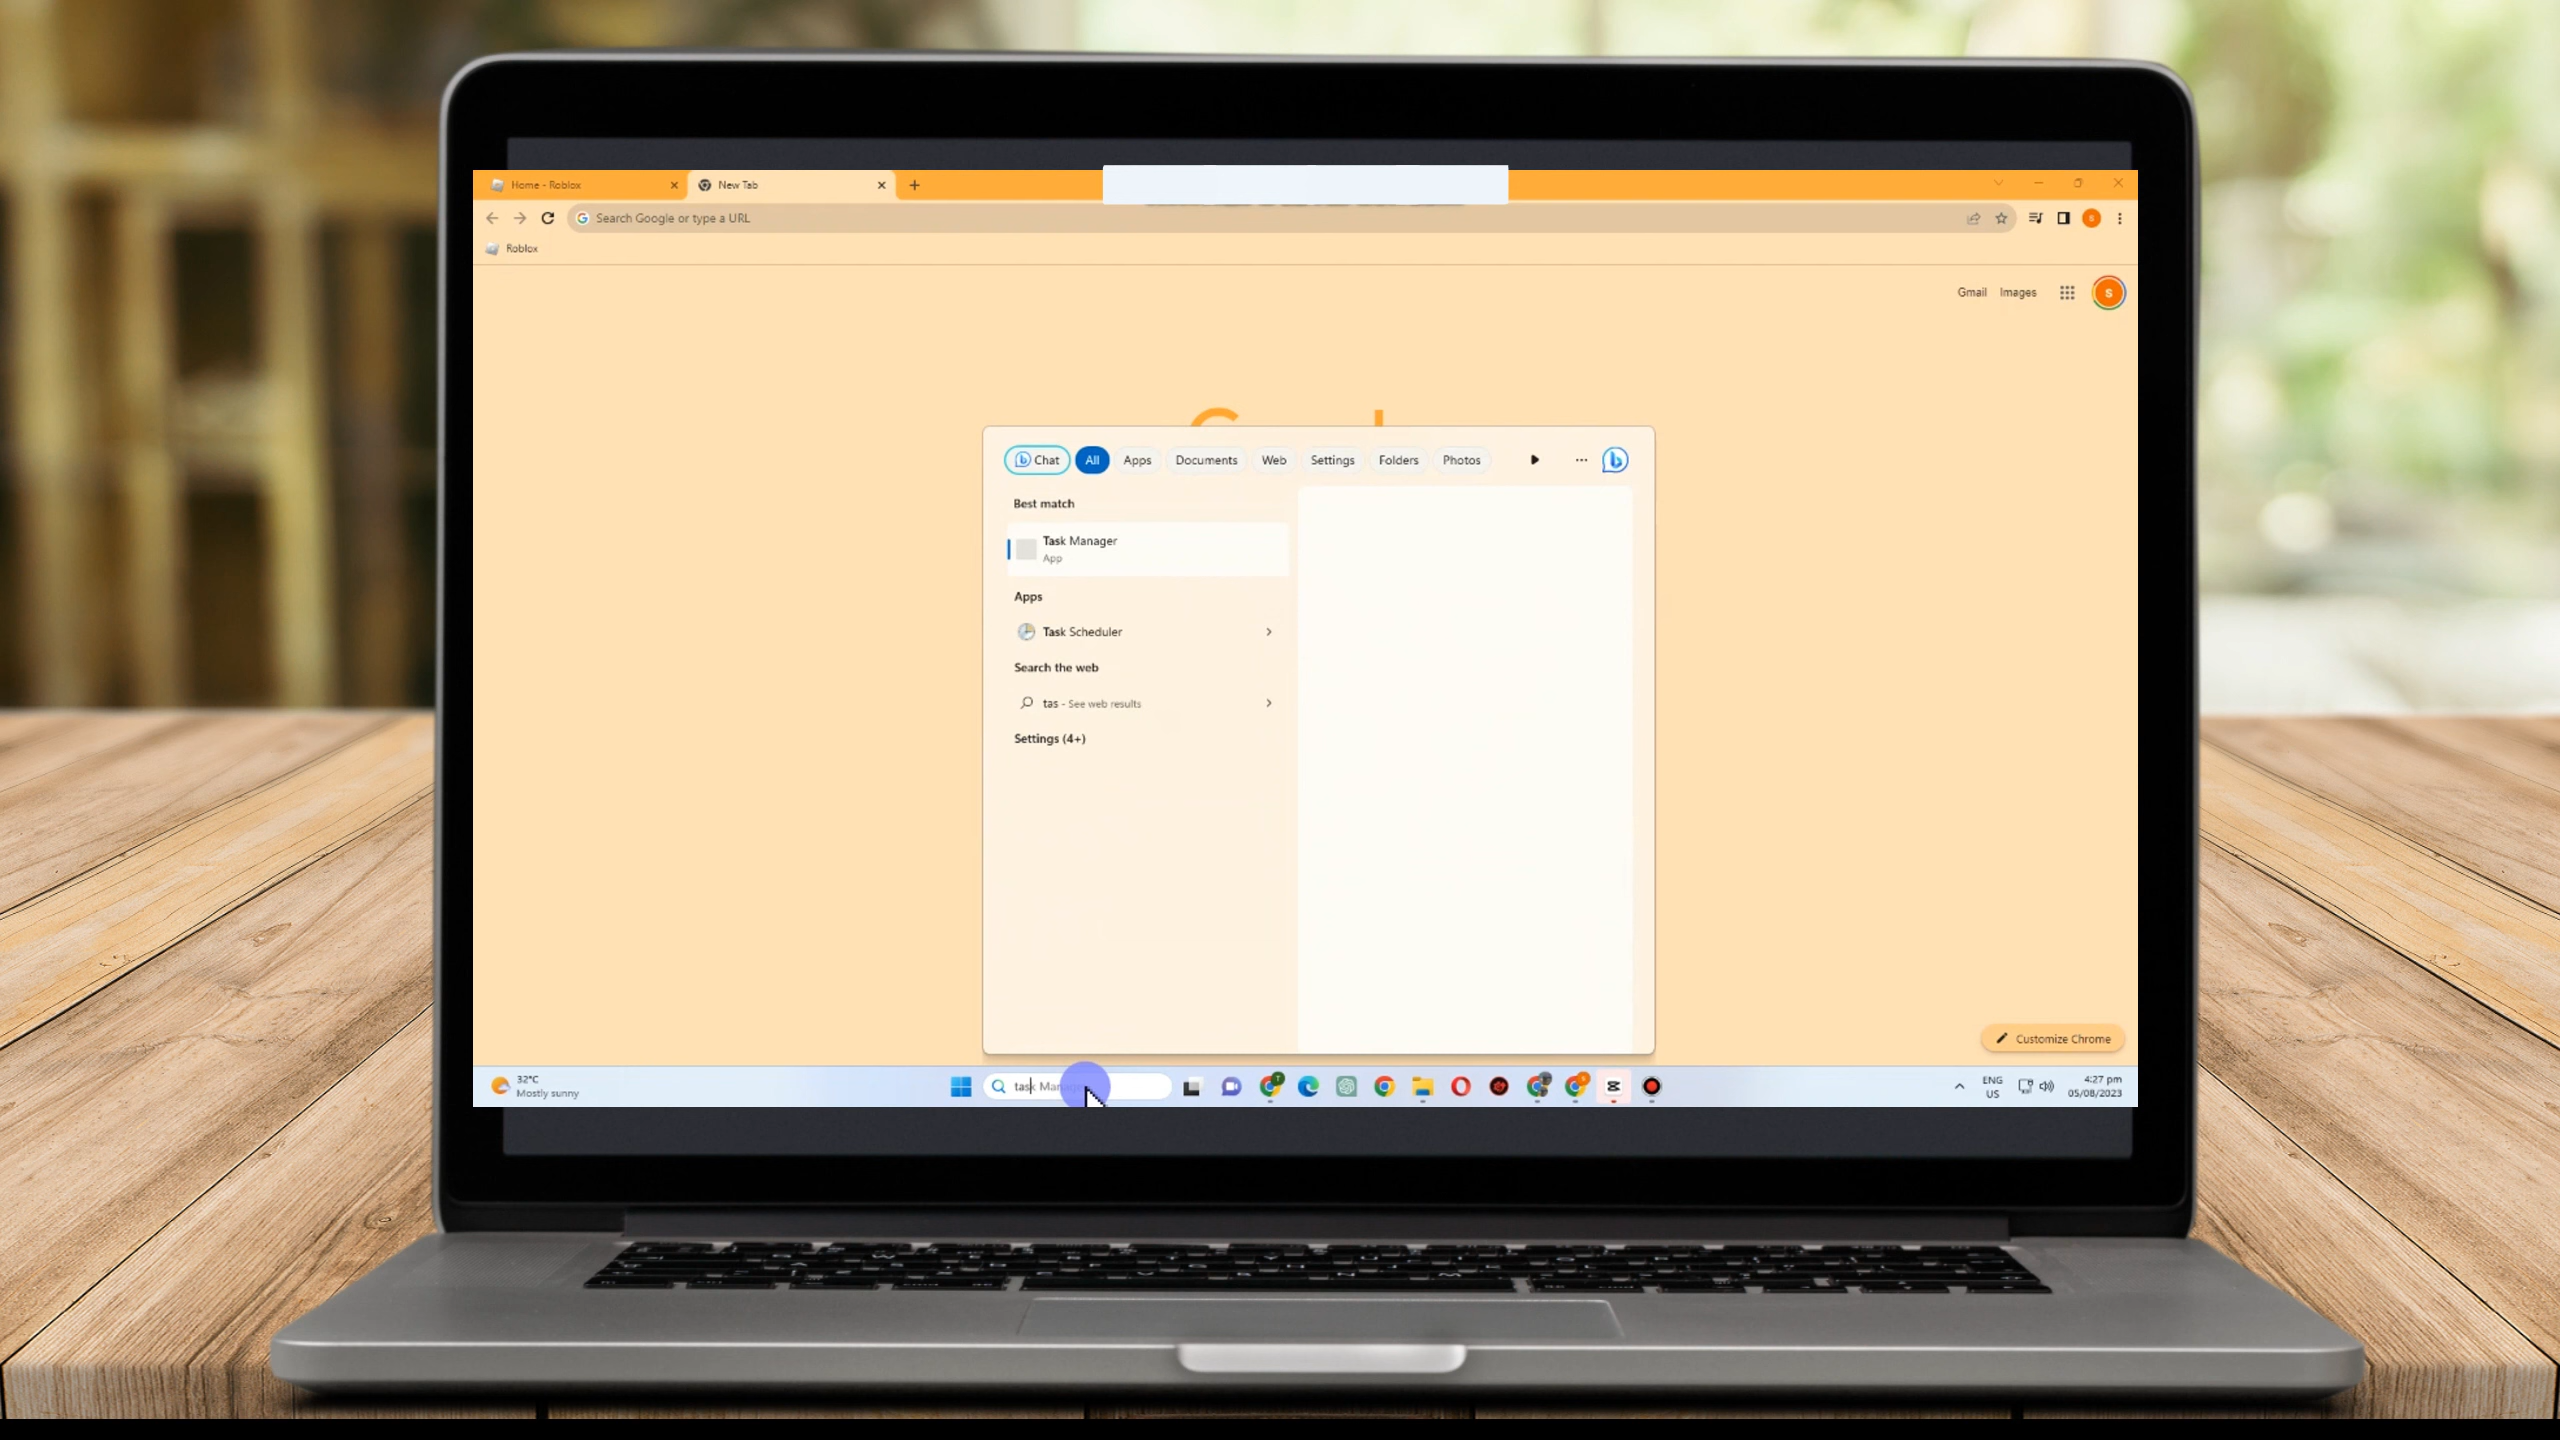 Home - Roblox
New Tab
Search Google or type a URL
S
Roblox
Gmail Images
S
Chat All Apps Documents Web Settings Folders Photos
Best match
Task Manager
App
Apps
Task Scheduler
Search the web
tas - See web results
Settings (4+)
Customize Chrome
32°C
Mostly sunny
task Mana
ENG
US
4:27 pm
05/08/2023